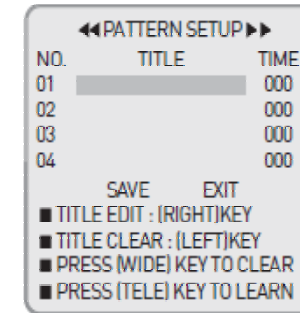 ◀◀PATTERN SETUP▶▶
NO. TITLE TIME
01 000
02 000
03 000
04 000
SAVE EXIT
■ TITLE EDIT : (RIGHT)KEY
■ TITLE CLEAR : (LEFT)KEY
■ PRESS (WIDE) KEY TO CLEAR
■ PRESS (TELE) KEY TO LEARN